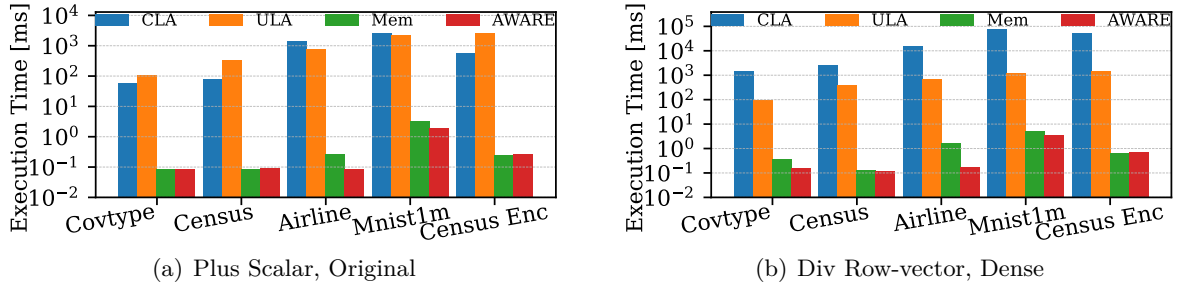 CLA ULA Mem AWARE
Execution Time [ms]
10^3
10^2
10^1
10^0
10^-1
10^-2
Covtype Census Airline Mnist1m Census Enc
(a) Plus Scalar, Original
CLA ULA Mem AWARE
Execution Time [ms]
10^5
10^4
10^3
10^2
10^1
10^0
10^-1
10^-2
Covtype Census Airline Mnist1m Census Enc
(b) Div Row-vector, Dense